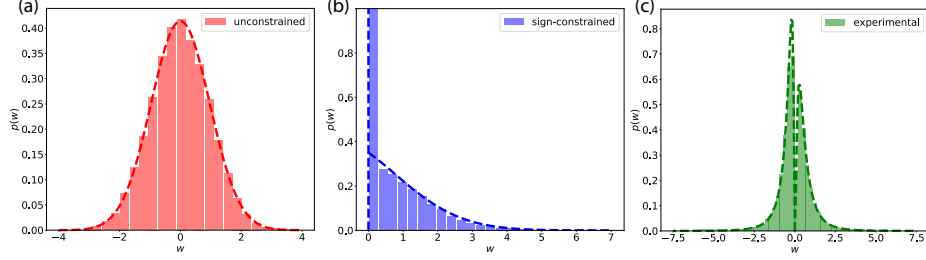 (a)
unconstrained
p(w)
0.40
0.35
0.30
0.25
0.20
0.15
0.10
0.05
0.00
−4 −2 0 2 4
w
(b)
sign-constrained
p(w)
0.8
0.6
0.4
0.2
0.0
0 1 2 3 4 5 6 7
w
(c)
experimental
p(w)
0.8
0.7
0.6
0.5
0.4
0.3
0.2
0.1
0.0
−7.5 −5.0 −2.5 0.0 2.5 5.0 7.5
w